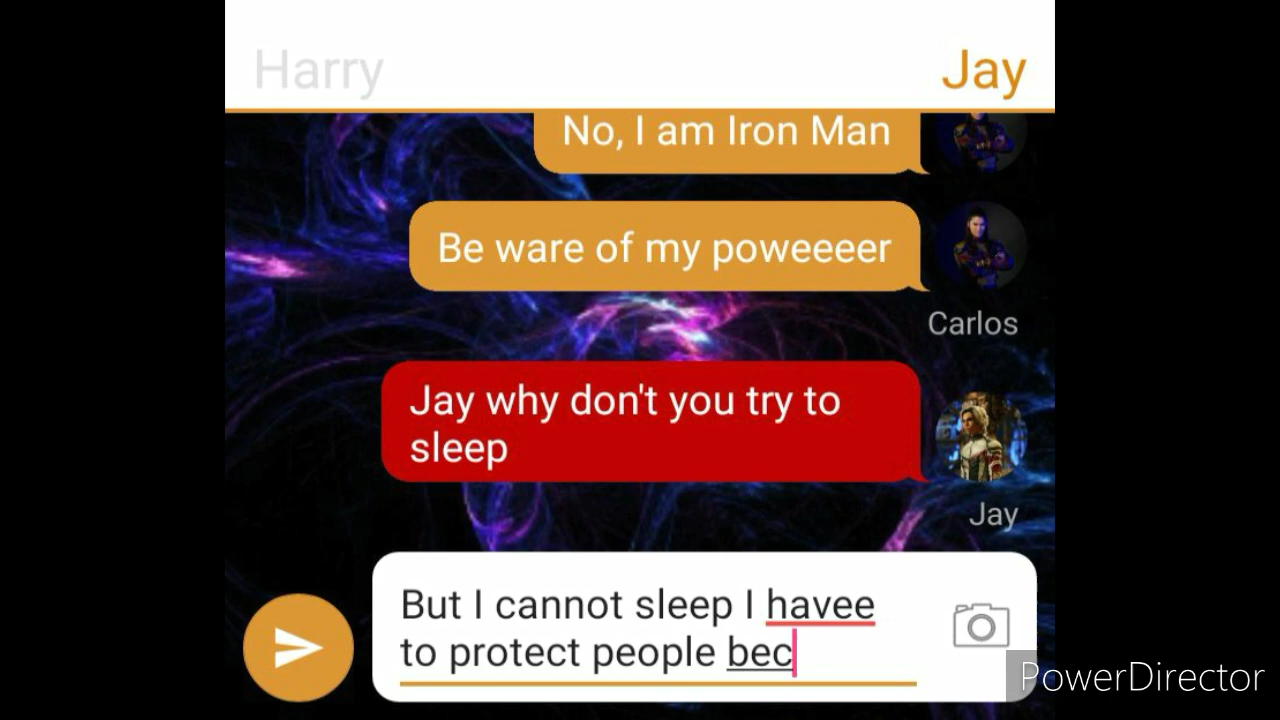 Harry
Jay
No, I am Iron Man
Be ware of my poweeeer
Carlos
Jay why don't you try to
sleep
Jay
But I cannot sleep I havee
to protect people bec
PowerDirector